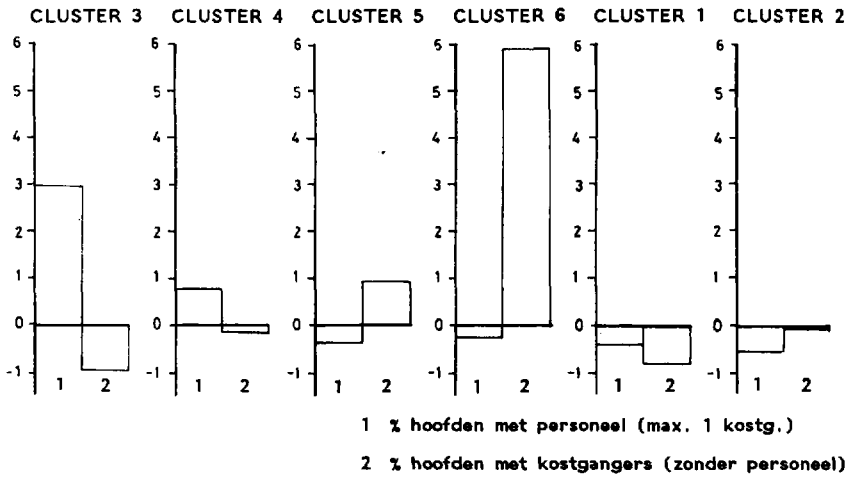 CLUSTER 3 CLUSTER 4 CLUSTER 5 CLUSTER 6 CLUSTER 1 CLUSTER 2
6 6 6 6 6 6
5 5 5 5 5 5
4 4 4 4 4 4
3 3 3 3 3 3
2 2 2 2 2 2
1 1 1 1 1 1
0 0 0 0 0 0
-1 -1 -1 -1 -1 -1
1 2 1 2 1 2 1 2 1 2 1 2
1 % hoofden met personeel (max. 1 kostg.)
2 % hoofden met kostgangers (zonder personeel)